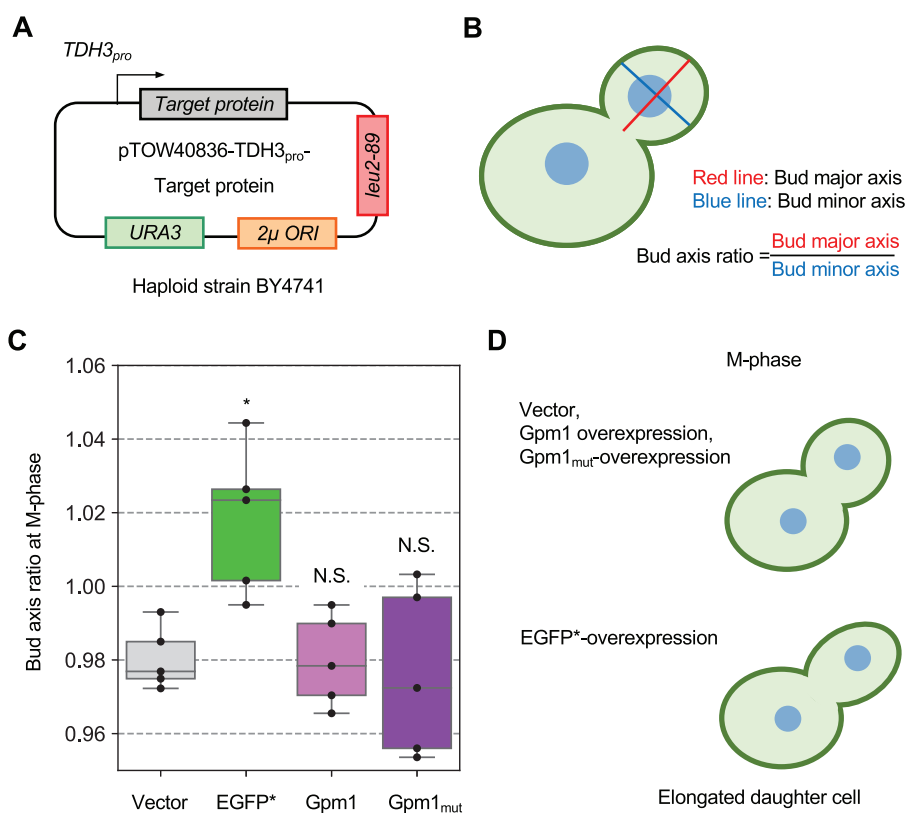 A
TDH3pro
Target protein
pTOW40836-TDH3pro-
Target protein
leu2-89
URA3
2µ ORI
Haploid strain BY4741
B
Red line: Bud major axis
Blue line: Bud minor axis
Bud axis ratio = Bud major axis
Bud minor axis
C
Bud axis ratio at M-phase
1.06
1.04
1.02
1.00
0.98
0.96
*
N.S.
N.S.
Vector
EGFP*
Gpm1
Gpm1mut
D
M-phase
Vector,
Gpm1 overexpression,
Gpm1mut-overexpression
EGFP*-overexpression
Elongated daughter cell